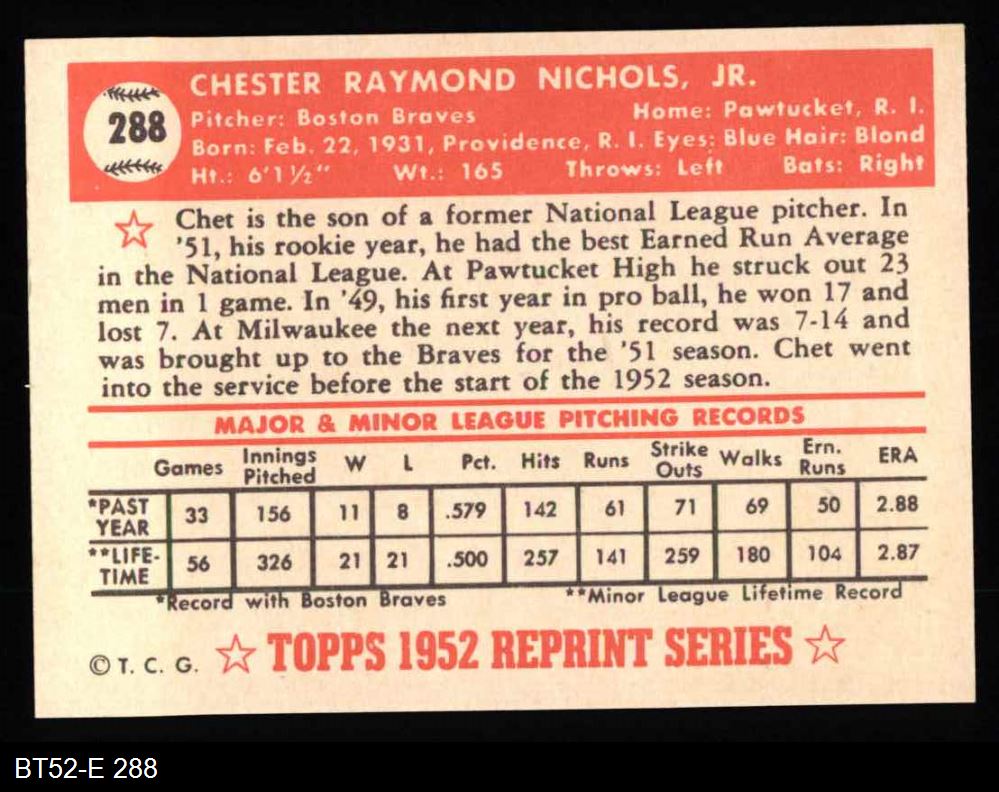 288
CHESTER RAYMOND NICHOLS, JR.
Pitcher: Boston Braves Home: Pawtucket, R. I.
Born: Feb. 22, 1931, Providence, R. I. Eyes: Blue Hair: Blond
Ht.: 6'1½" Wt.: 165 Throws: Left Bats: Right
Chet is the son of a former National League pitcher. In
'51, his rookie year, he had the best Earned Run Average
in the National League. At Pawtucket High he struck out 23
men in 1 game. In '49, his first year in pro ball, he won 17 and
lost 7. At Milwaukee the next year, his record was 7-14 and
was brought up to the Braves for the '51 season. Chet went
into the service before the start of the 1952 season.
MAJOR & MINOR LEAGUE PITCHING RECORDS
Games Innings Pitched W L Pct. Hits Runs Strike Outs Walks Ern. Runs ERA
*PAST YEAR 33 156 11 8 .579 142 61 71 69 50 2.88
**LIFE-TIME 56 326 21 21 .500 257 141 259 180 104 2.87
*Record with Boston Braves **Minor League Lifetime Record
© T. C. G. ☆ TOPPS 1952 REPRINT SERIES ☆
BT52-E 288